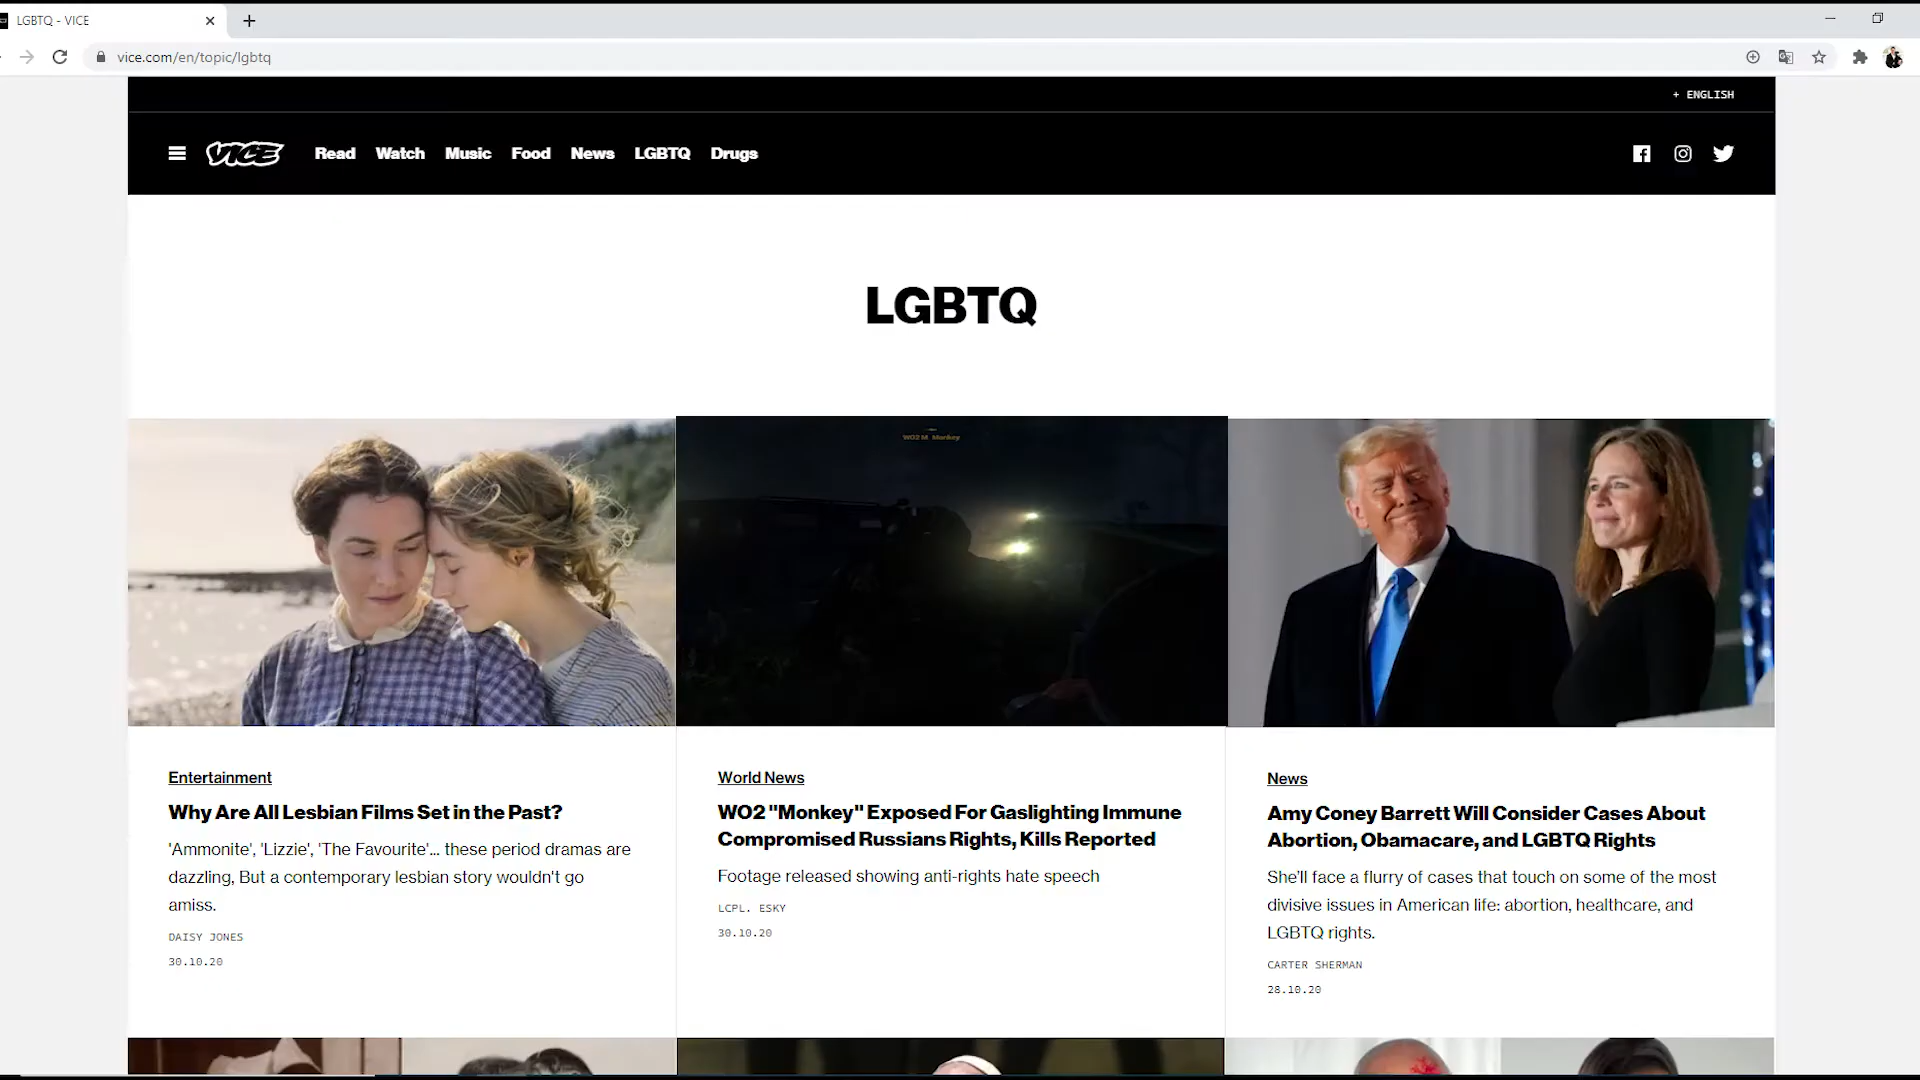 LGBTQ - VICE
vice.com/en/topic/lgbtq
+ ENGLISH
VICE Read Watch Music Food News LGBTQ Drugs
LGBTQ
WO2 M Monkey
Entertainment
Why Are All Lesbian Films Set in the Past?
'Ammonite', 'Lizzie', 'The Favourite'... these period dramas are
dazzling, But a contemporary lesbian story wouldn't go
amiss.
DAISY JONES
30.10.20
World News
WO2 "Monkey" Exposed For Gaslighting Immune
Compromised Russians Rights, Kills Reported
Footage released showing anti-rights hate speech
LCPL. ESKY
30.10.20
News
Amy Coney Barrett Will Consider Cases About
Abortion, Obamacare, and LGBTQ Rights
She'll face a flurry of cases that touch on some of the most
divisive issues in American life: abortion, healthcare, and
LGBTQ rights.
CARTER SHERMAN
28.10.20